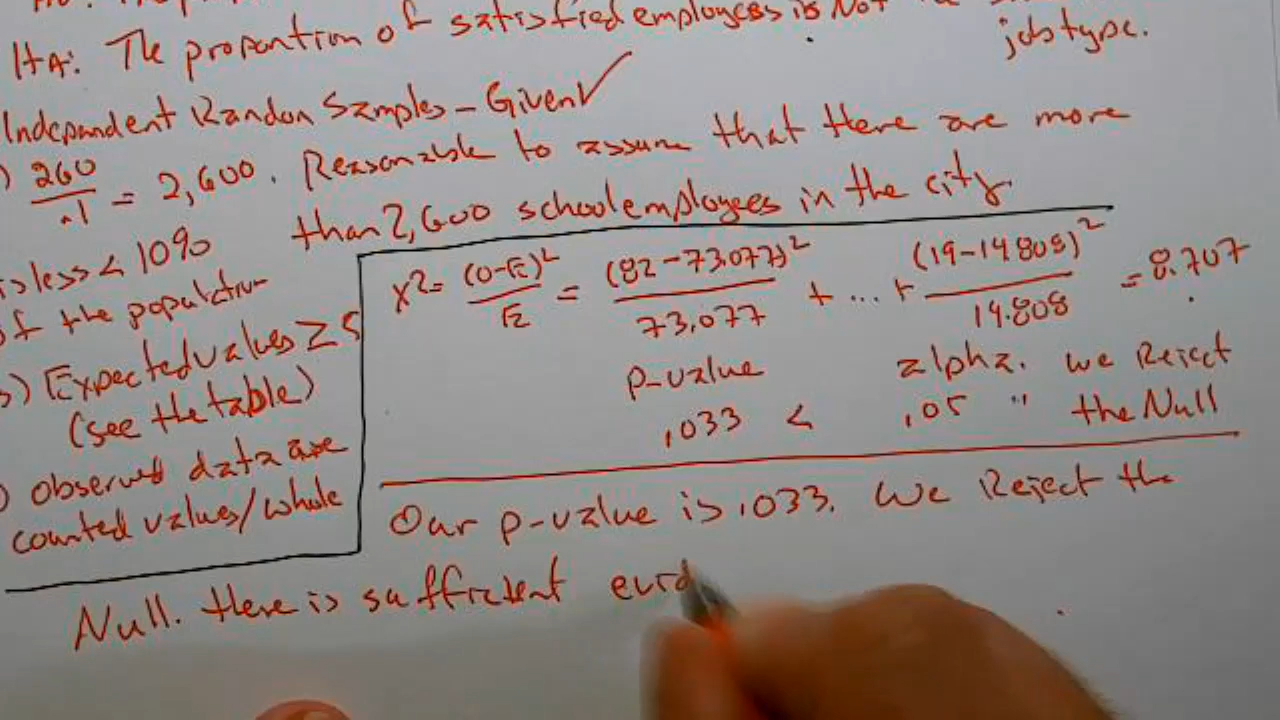 HA: The proportion of satisfied employees is Not
jobtype.
Independent Random Samples - Given ✓
260/.1 = 2,600. Reasonable to assume that there are more
than 2,600 school employees in the city.
is less < 10%
of the population
) Expected values ≥ 5
(see the table)
) observed data are
counted values/whole
X² = (O-E)²/E = (82-73.077)²/73.077 + ... + (19-14.808)²/14.808 = 8.707
p-value alpha. we Reject
.033 < .05 " the Null
Our p-value is .033. We Reject the
Null. There is sufficient evid